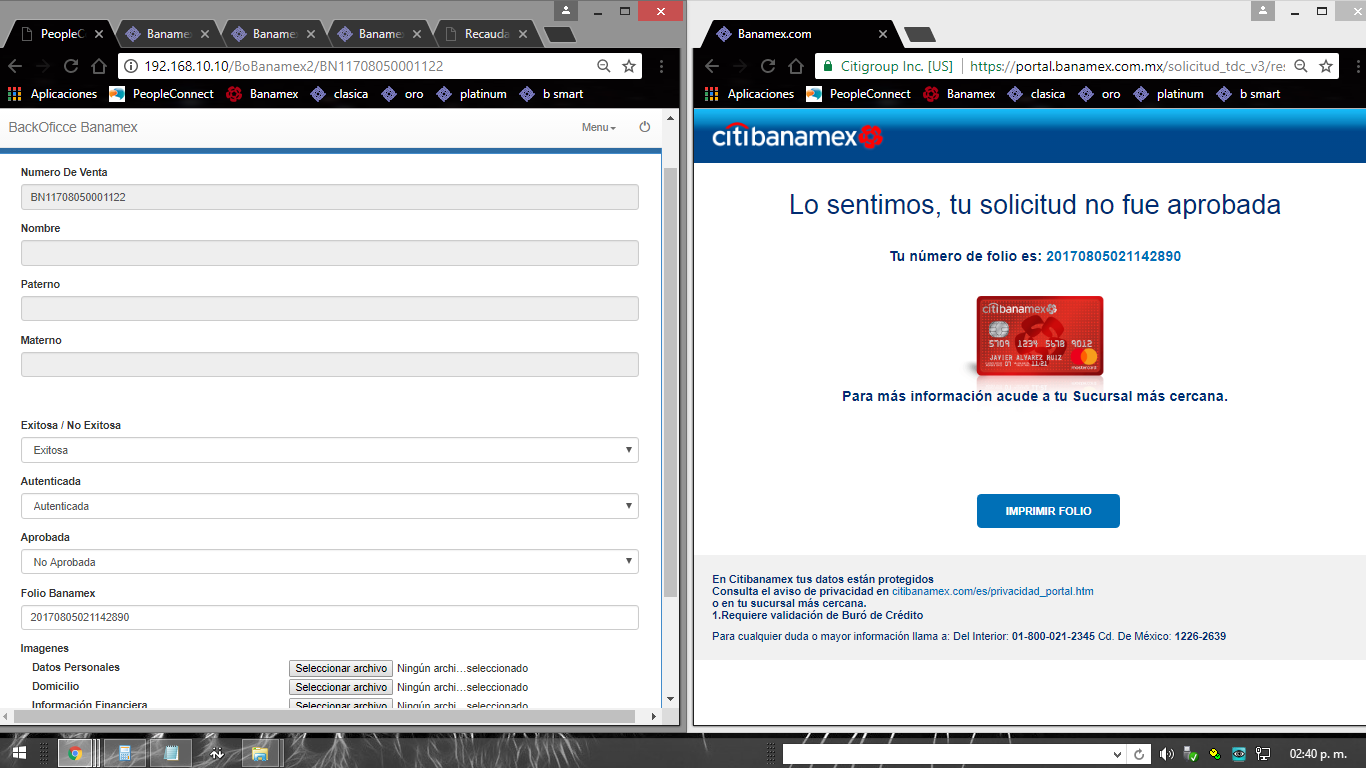 PeopleC
Baname
Baname
Baname
Recauda
192.168.10.10/BoBanamex2/BN11708050001122
Aplicaciones
PeopleConnect
Banamex
clasica
oro
platinum
b smart
BackOficce Banamex
Menu
Numero De Venta
BN11708050001122
Nombre
Paterno
Materno
Exitosa / No Exitosa
Exitosa
Autenticada
Autenticada
Aprobada
No Aprobada
Folio Banamex
20170805021142890
Imagenes
Datos Personales
Seleccionar archivo Ningún archi...seleccionado
Domicilio
Seleccionar archivo Ningún archi...seleccionado
Información Financiera
Seleccionar archivo Ningún archi...seleccionado
Banamex.com
Citigroup Inc. [US]
https://portal.banamex.com.mx/solicitud_tdc_v3/res
Aplicaciones
PeopleConnect
Banamex
clasica
oro
platinum
b smart
citibanamex
Lo sentimos, tu solicitud no fue aprobada
Tu número de folio es: 20170805021142890
citibanamex
5709 1234 5678 9012
JAVIER ALVAREZ RUIZ
11/21
mastercard
Para más información acude a tu Sucursal más cercana.
IMPRIMIR FOLIO
En Citibanamex tus datos están protegidos
Consulta el aviso de privacidad en citibanamex.com/es/privacidad_portal.htm
o en tu sucursal más cercana.
1.Requiere validación de Buró de Crédito
Para cualquier duda o mayor información llama a: Del Interior: 01-800-021-2345 Cd. De México: 1226-2639
02:40 p. m.